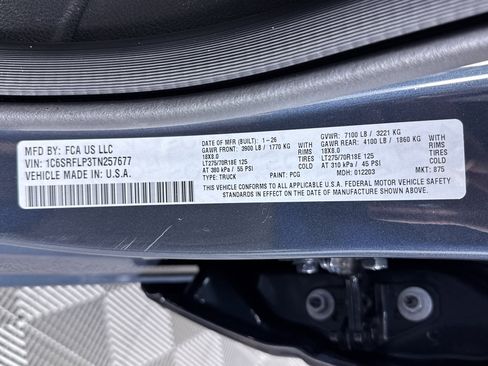 MFD BY: FCA US LLC
VIN: 1C6SRFLP3TN257677
VEHICLE MADE IN: U.S.A.
DATE OF MFR (BUILT): 1-26
GAWR FRONT: 3900 LB / 1770 KG
18X8.0
LT275/70R18E 125
AT 380 kPa / 55 PSI COLD
TYPE: TRUCK PAINT: PCG
TIRES
GVWR: 7100 LB / 3221 KG
GAWR REAR: 4100 LB / 1860 KG
18X8.0 TIRES
LT275/70R18E 125
AT 310 kPa / 45 PSI COLD
MDH: 012203 MKT: 875
THIS VEHICLE CONFORMS TO ALL APPLICABLE U.S.A. FEDERAL MOTOR VEHICLE SAFETY
STANDARDS IN EFFECT ON THE DATE OF MANUFACTURE SHOWN ABOVE.